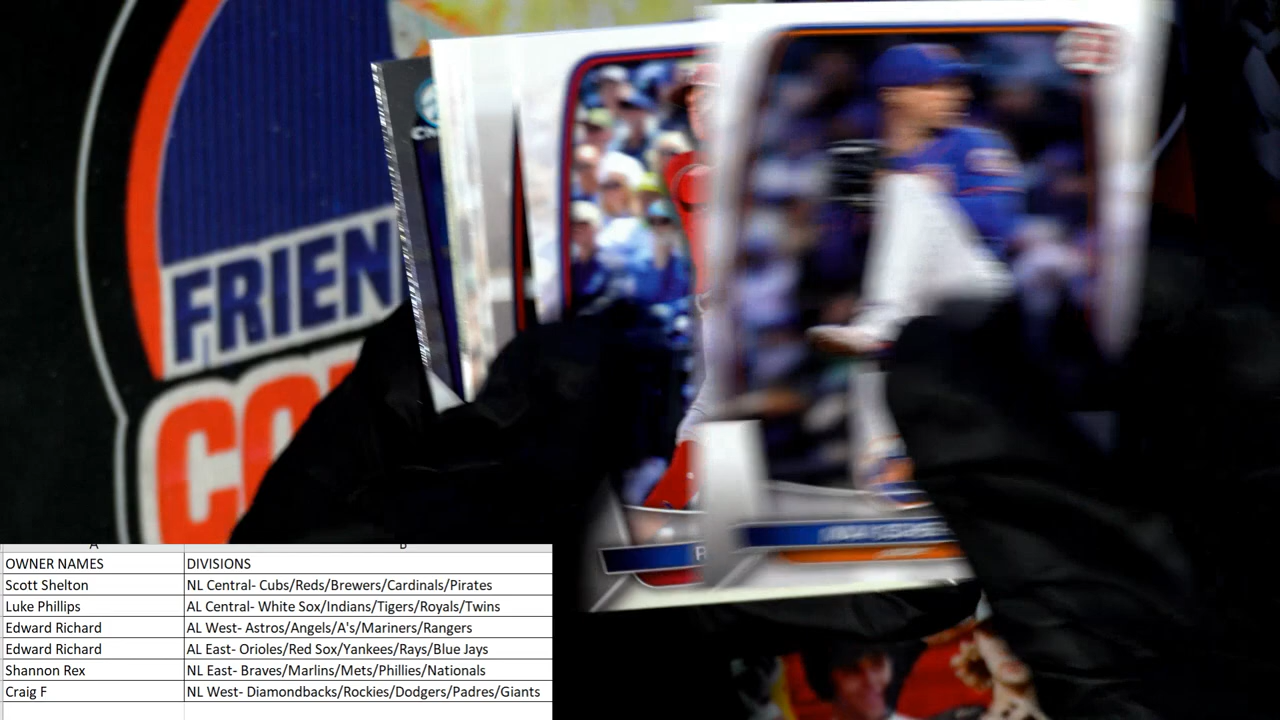 FRIEN
CO
A
B
OWNER NAMES DIVISIONS
Scott Shelton NL Central- Cubs/Reds/Brewers/Cardinals/Pirates
Luke Phillips AL Central- White Sox/Indians/Tigers/Royals/Twins
Edward Richard AL West- Astros/Angels/A's/Mariners/Rangers
Edward Richard AL East- Orioles/Red Sox/Yankees/Rays/Blue Jays
Shannon Rex NL East- Braves/Marlins/Mets/Phillies/Nationals
Craig F NL West- Diamondbacks/Rockies/Dodgers/Padres/Giants